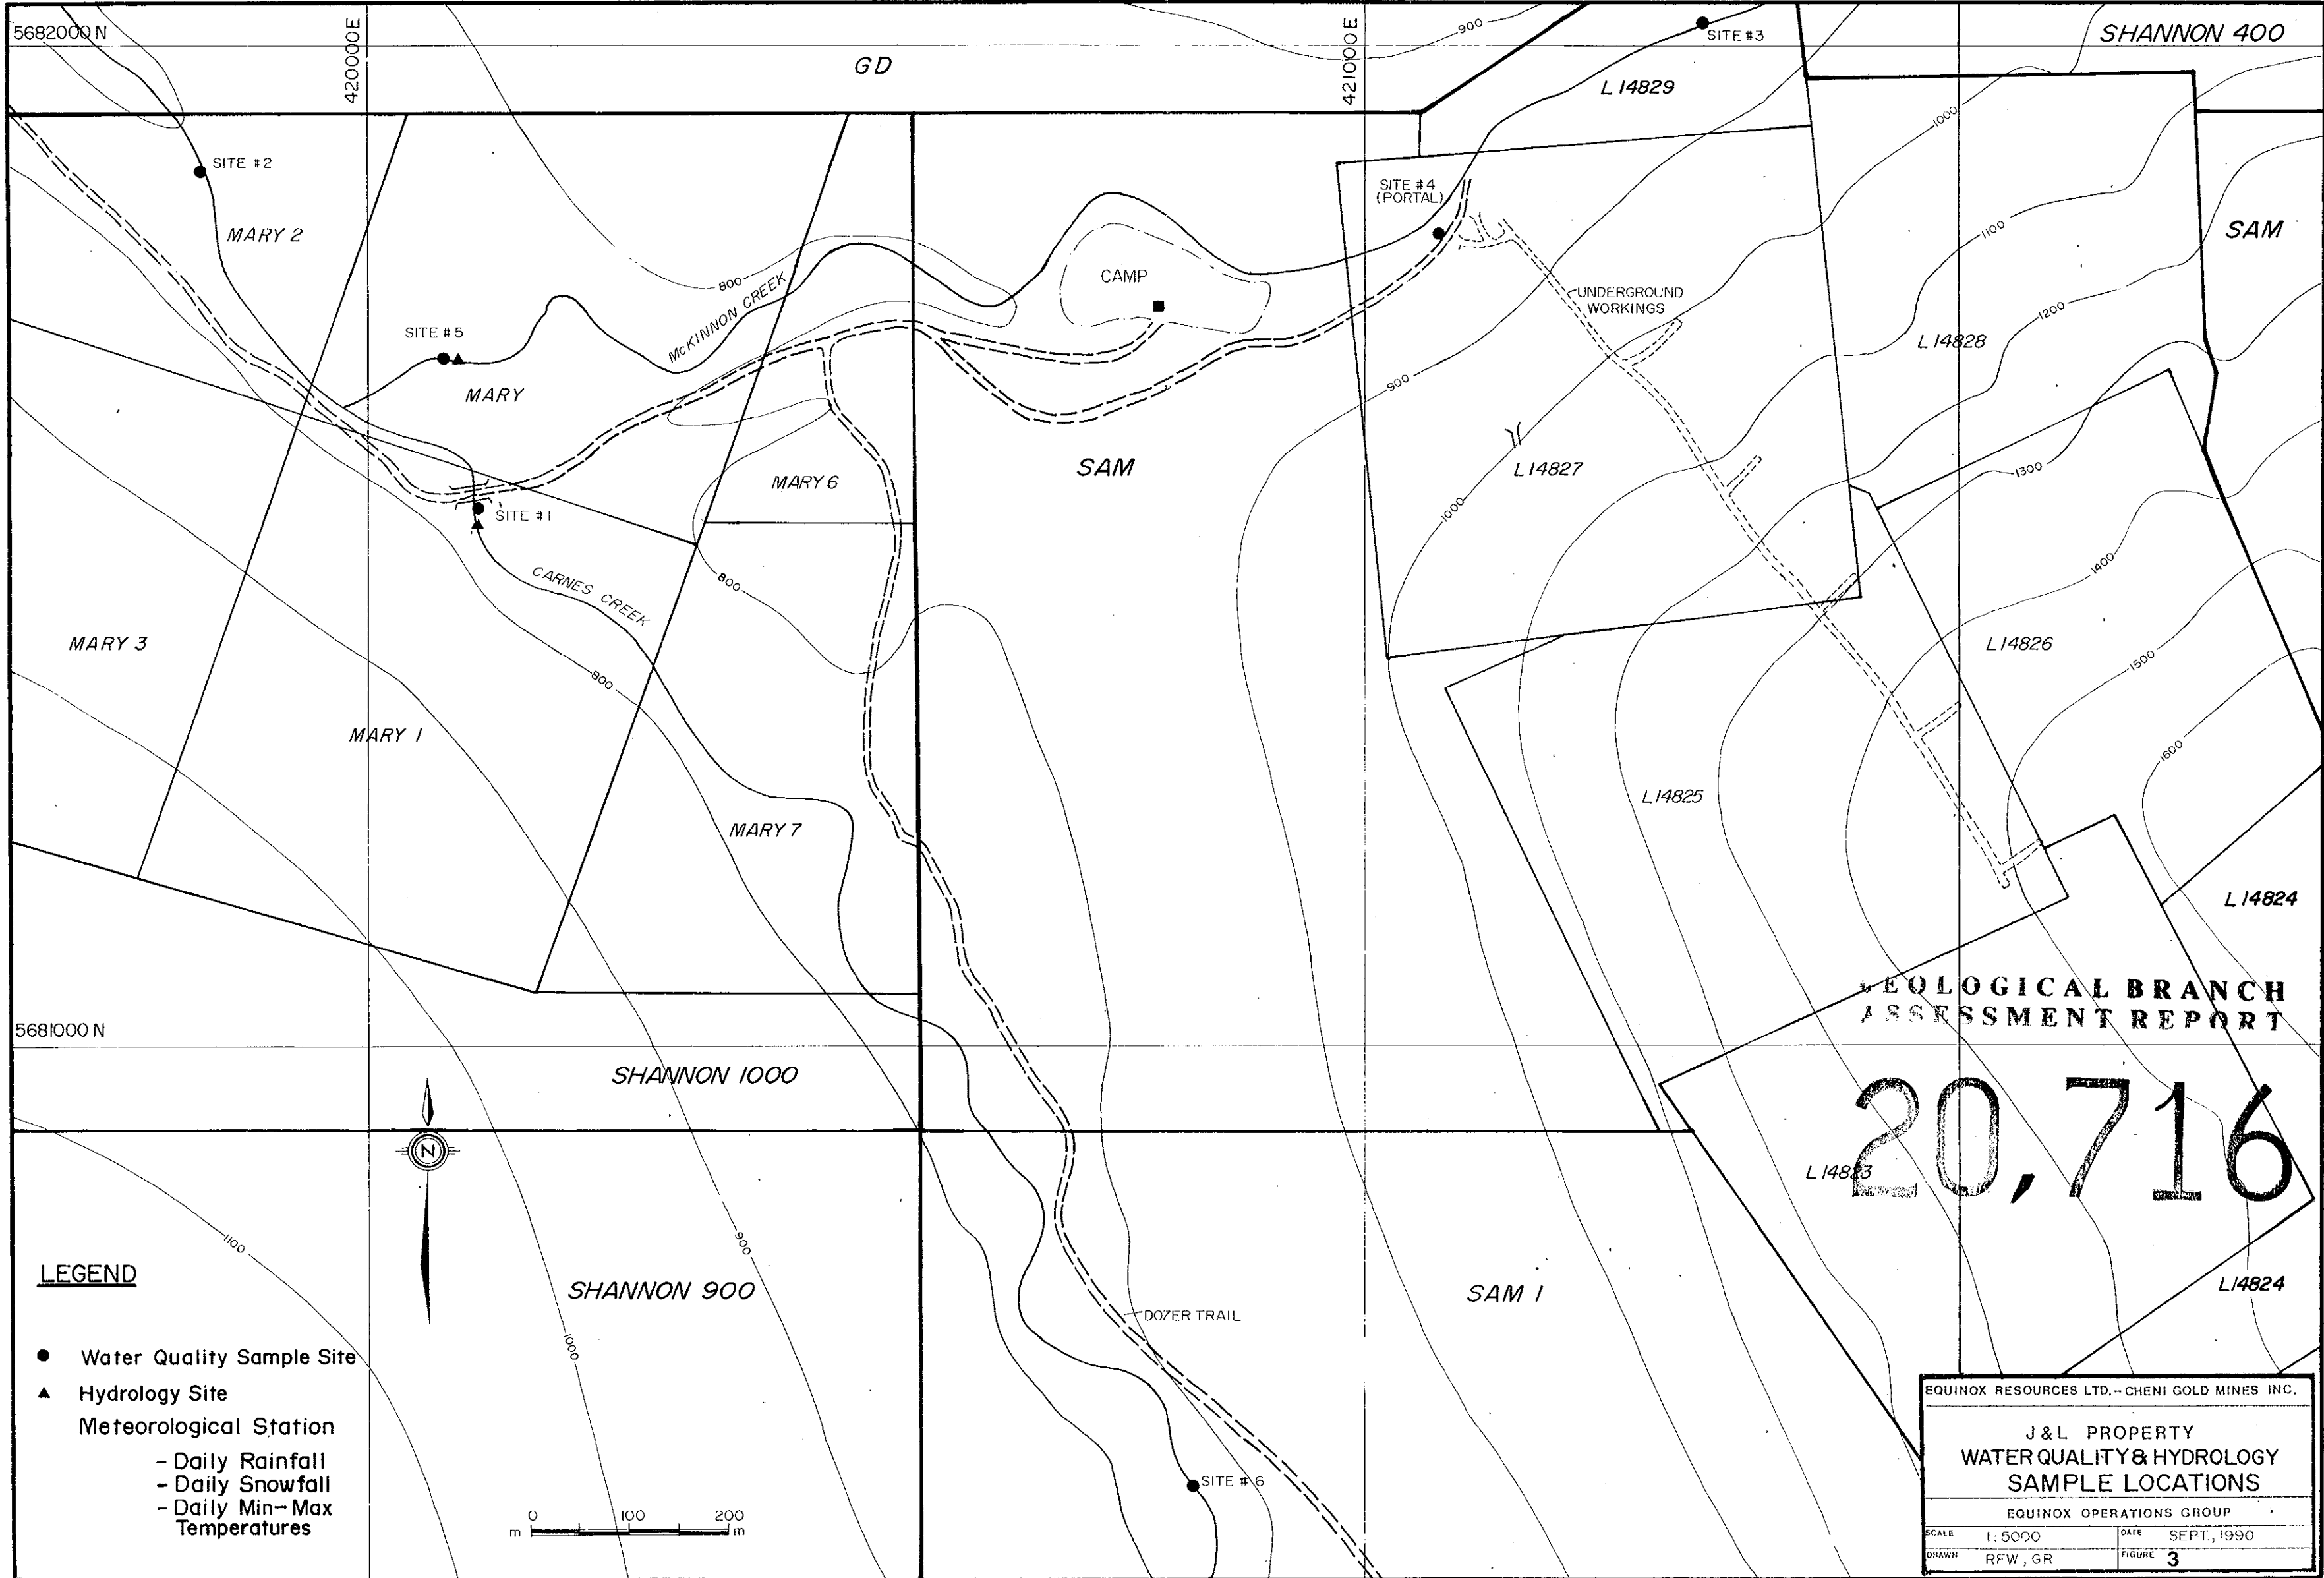 5682000 N
420000E
GD
900
421000E
SITE #3
SHANNON 400
L 14829
1000
SITE #2
MARY 2
SITE #4
(PORTAL)
1100
SAM
800
McKINNON CREEK
CAMP
UNDERGROUND
WORKINGS
1200
L 14828
SITE #5
MARY
900
SAM
L14827
1300
MARY 6
1000
SITE #1
CARNES CREEK
800
1400
MARY 3
800
L14826
1500
MARY 1
1600
L14825
MARY 7
L 14824
GEOLOGICAL BRANCH
ASSESSMENT REPORT
5681000 N
SHANNON 1000
20,716
N
L 14823
1100
900
LEGEND
SHANNON 900
SAM 1
L14824
DOZER TRAIL
1000
Water Quality Sample Site
Hydrology Site
Meteorological Station
- Daily Rainfall
- Daily Snowfall
- Daily Min-Max
Temperatures
SITE #6
0 100 200
m m
EQUINOX RESOURCES LTD.-CHENI GOLD MINES INC.
J & L PROPERTY
WATER QUALITY & HYDROLOGY
SAMPLE LOCATIONS
EQUINOX OPERATIONS GROUP
SCALE 1:5000 DATE SEPT., 1990
DRAWN RFW, GR FIGURE 3